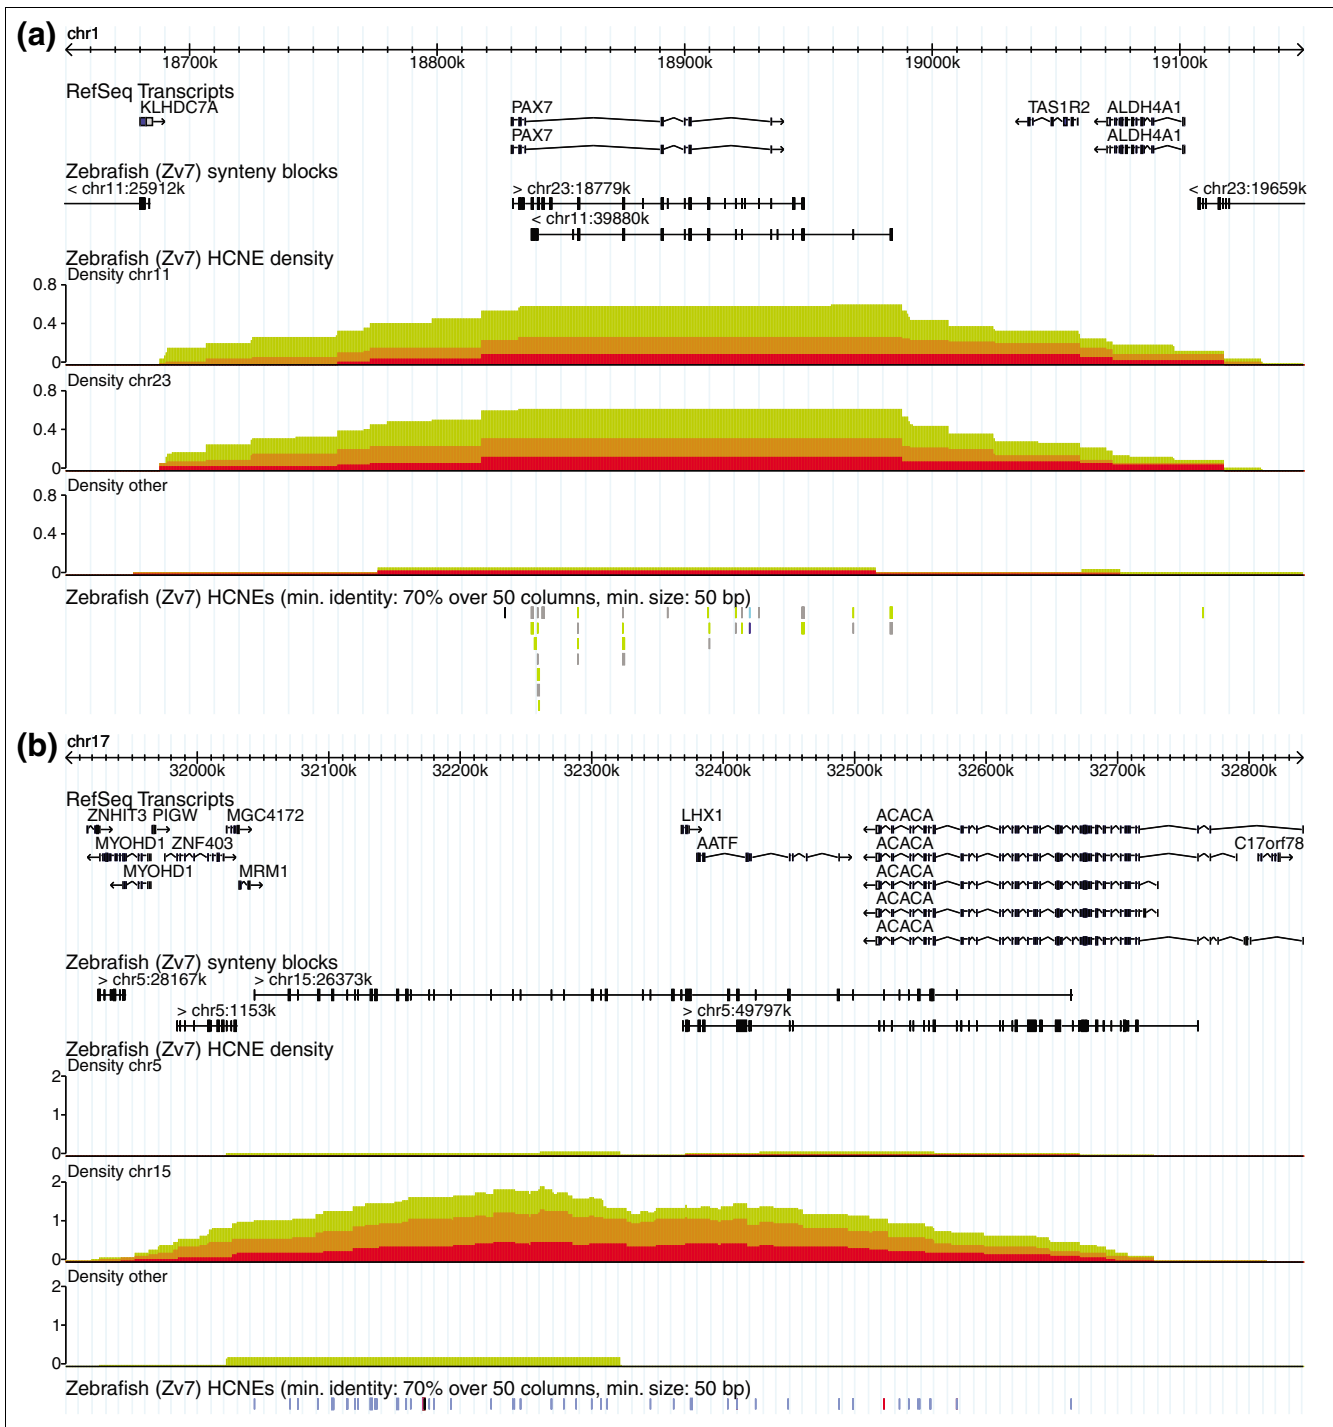 (a)
chr1
18700k 18800k 18900k 19000k 19100k
RefSeq Transcripts
KLHDC7A PAX7 TAS1R2 ALDH4A1
PAX7 ALDH4A1
Zebrafish (Zv7) synteny blocks
< chr11:25912k > chr23:18779k < chr23:19659k
< chr11:39880k
Zebrafish (Zv7) HCNE density
Density chr11
0.8
0.4
0
Density chr23
0.8
0.4
0
Density other
0.8
0.4
0
Zebrafish (Zv7) HCNEs (min. identity: 70% over 50 columns, min. size: 50 bp)
(b)
chr17
32000k 32100k 32200k 32300k 32400k 32500k 32600k 32700k 32800k
RefSeq Transcripts
ZNHIT3 PIGW MGC4172 LHX1 ACACA
MYOHD1 ZNF403 AATF ACACA C17orf78
MYOHD1 MRM1 ACACA
ACACA
ACACA
Zebrafish (Zv7) synteny blocks
> chr5:28167k > chr15:26373k
> chr5:1153k > chr5:49797k
Zebrafish (Zv7) HCNE density
Density chr5
2
1
0
Density chr15
2
1
0
Density other
2
1
0
Zebrafish (Zv7) HCNEs (min. identity: 70% over 50 columns, min. size: 50 bp)